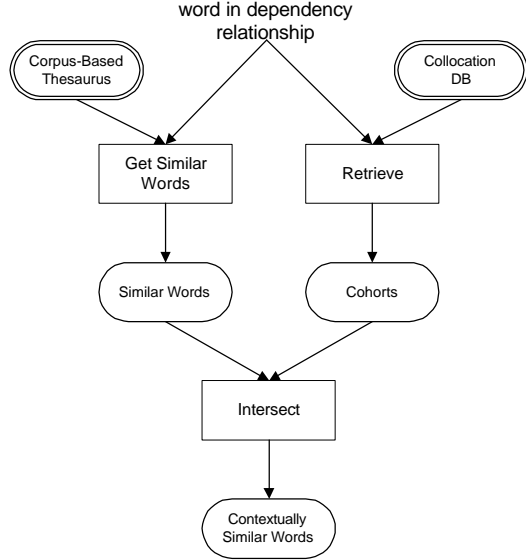 word in dependency
relationship
Corpus-Based
Thesaurus
Collocation
DB
Get Similar
Words
Retrieve
Similar Words
Cohorts
Intersect
Contextually
Similar Words